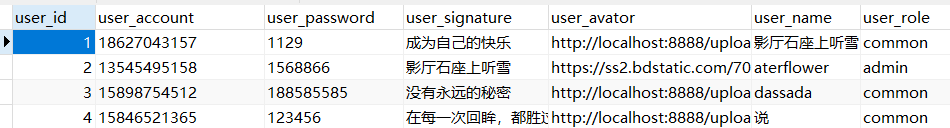 user_id user_account user_password user_signature user_avator user_name user_role
1 18627043157 1129 成为自己的快乐 http://localhost:8888/uploa 影厅石座上听雪 common
2 13545495158 1568866 影厅石座上听雪 https://ss2.bdstatic.com/70 aterflower admin
3 15898754512 188585585 没有永远的秘密 http://localhost:8888/uploa dassada common
4 15846521365 123456 在每一次回眸，都胜过 http://localhost:8888/uploa 说 common